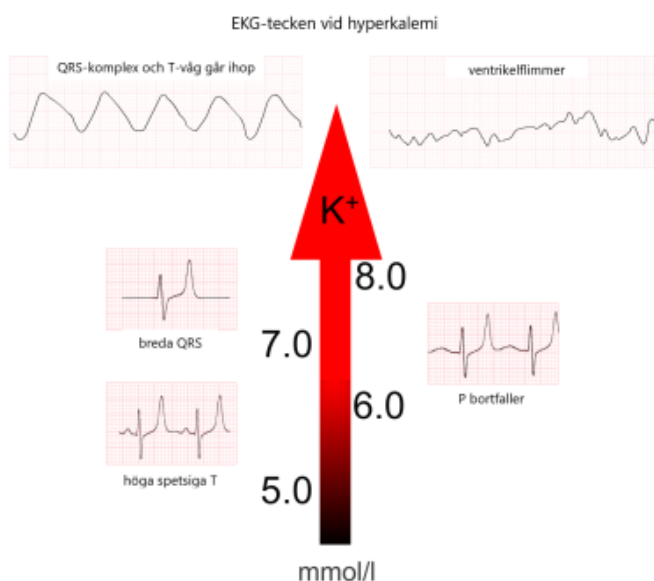 EKG-tecken vid hyperkalemi
QRS-komplex och T-våg går ihop
ventrikelflimmer
K⁺
8.0
breda QRS
7.0
P bortfaller
6.0
höga spetsiga T
5.0
mmol/l